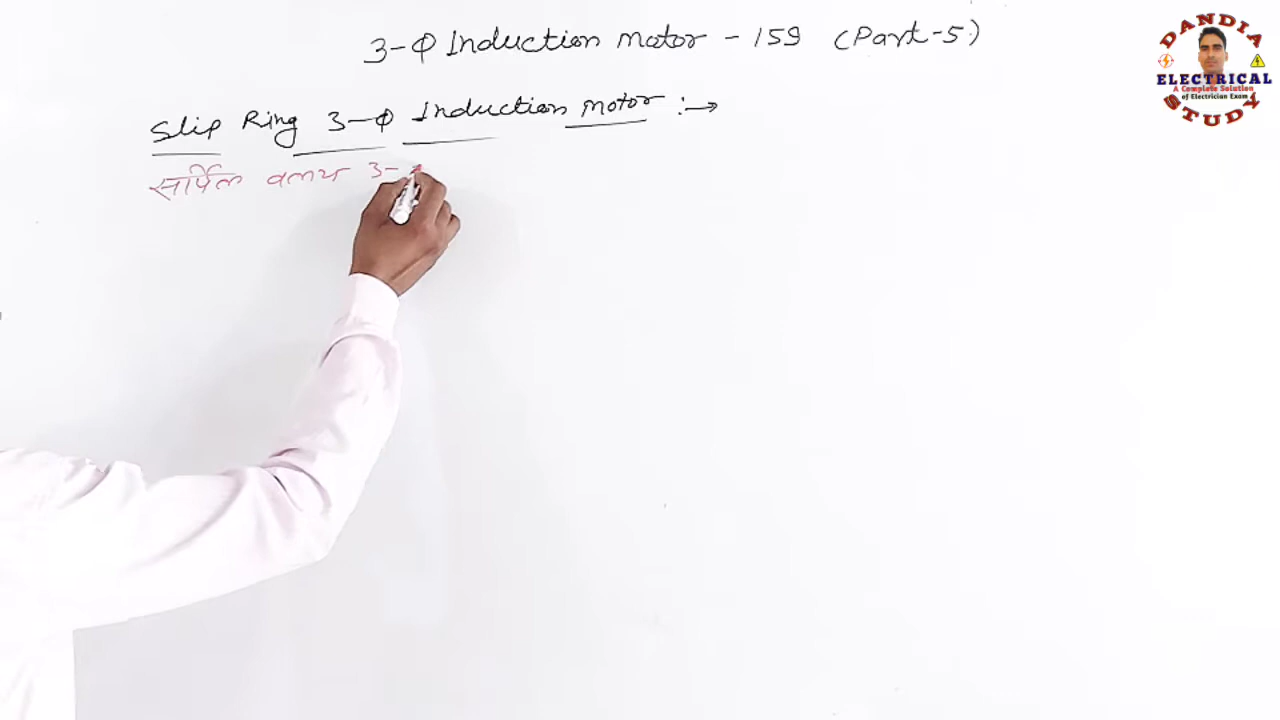 3-Φ Induction motor - 159 (Part-5)
Slip Ring 3-Φ Induction motor :→
सर्पिल वलय 3-
DANDIA
ELECTRICAL
A Complete Solution
of Electrician Exam
STUDY